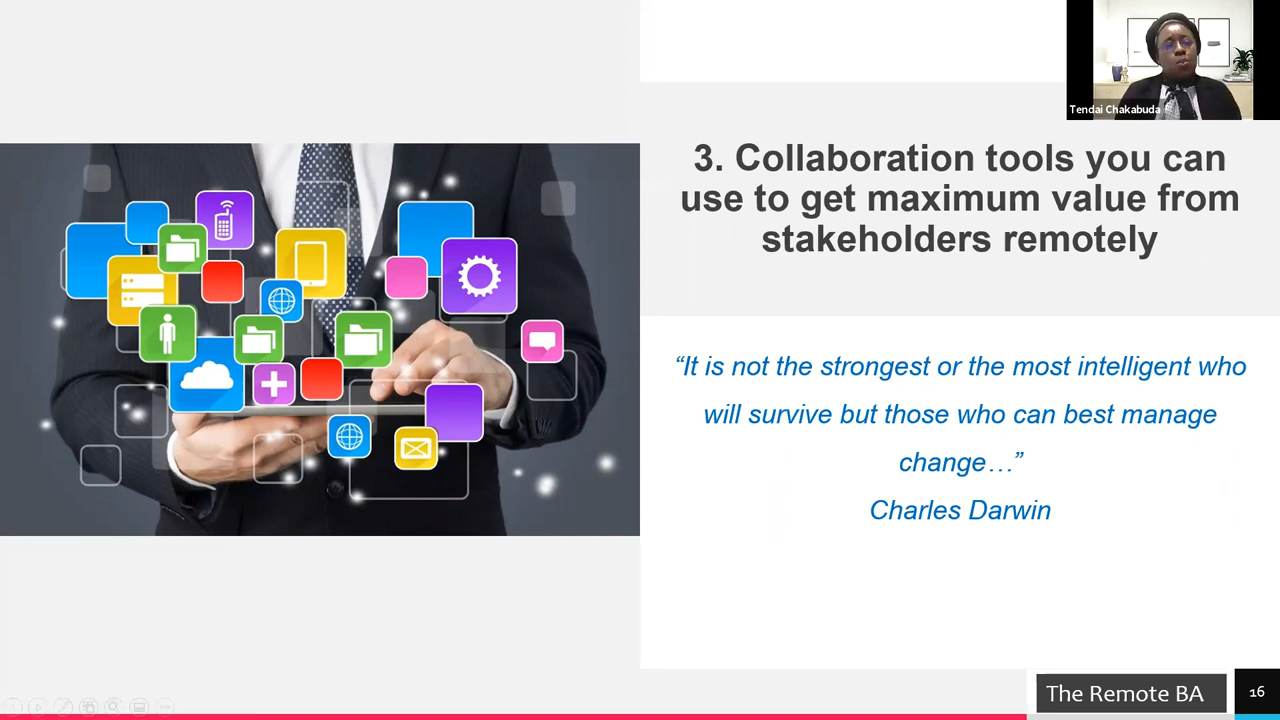 Tendai Chakabuda
3. Collaboration tools you can
use to get maximum value from
stakeholders remotely
“It is not the strongest or the most intelligent who
will survive but those who can best manage
change…”
Charles Darwin
The Remote BA
16